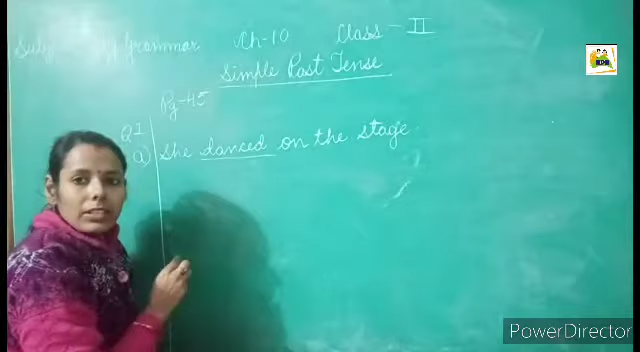 Grammar Ch-10 Class - II
Simple Past Tense
Pg-45
Q1
a) She danced on the stage.
PowerDirector